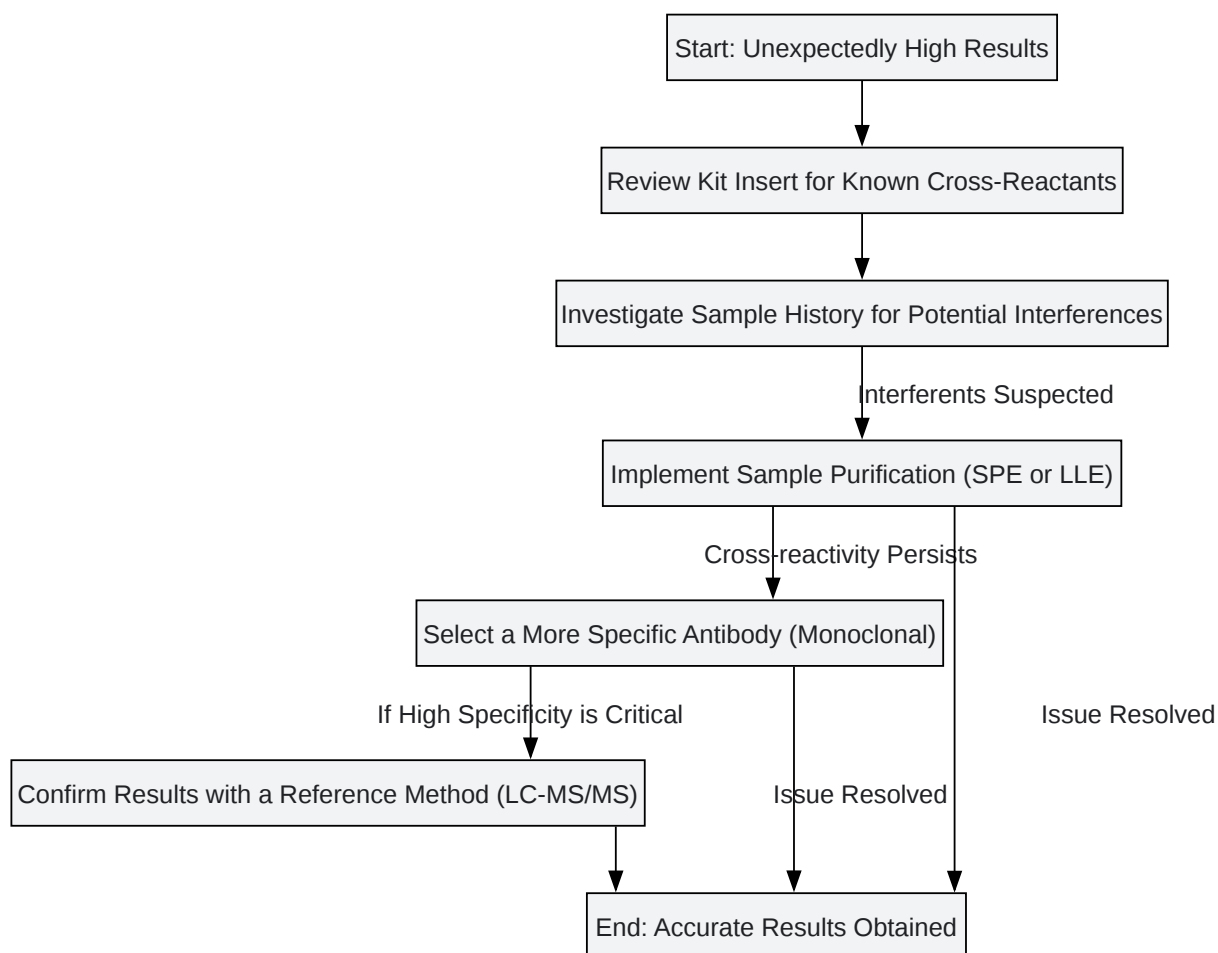 Start: Unexpectedly High Results
Review Kit Insert for Known Cross-Reactants
Investigate Sample History for Potential Interferences
Interferents Suspected
Implement Sample Purification (SPE or LLE)
Cross-reactivity Persists
Select a More Specific Antibody (Monoclonal)
If High Specificity is Critical
Issue Resolved
Confirm Results with a Reference Method (LC-MS/MS)
Issue Resolved
End: Accurate Results Obtained